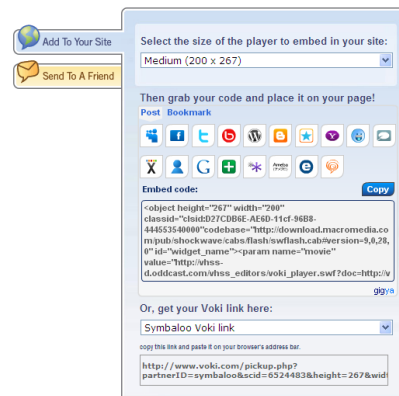 Add To Your Site
Send To A Friend
Select the size of the player to embed in your site:
Medium (200 x 267)
Then grab your code and place it on your page!
Post Bookmark
Embed code:
Copy
<object height="267" width="200"
classid="clsid:D27CDB6E-AE6D-11cf-96B8-
444553540000"codebase="http://download.macromedia.co
m/pub/shockwave/cabs/flash/swflash.cab#version=9,0,28,
0" id="widget_name"><param name="movie"
value="http://vhss-
d.oddcast.com/vhss_editors/voki_player.swf?doc=http://v
gigya
Or, get your Voki link here:
Symbaloo Voki link
copy this link and paste it on your browser's address bar.
http://www.voki.com/pickup.php?
partnerID=symbaloo&scid=6524483&height=267&widt